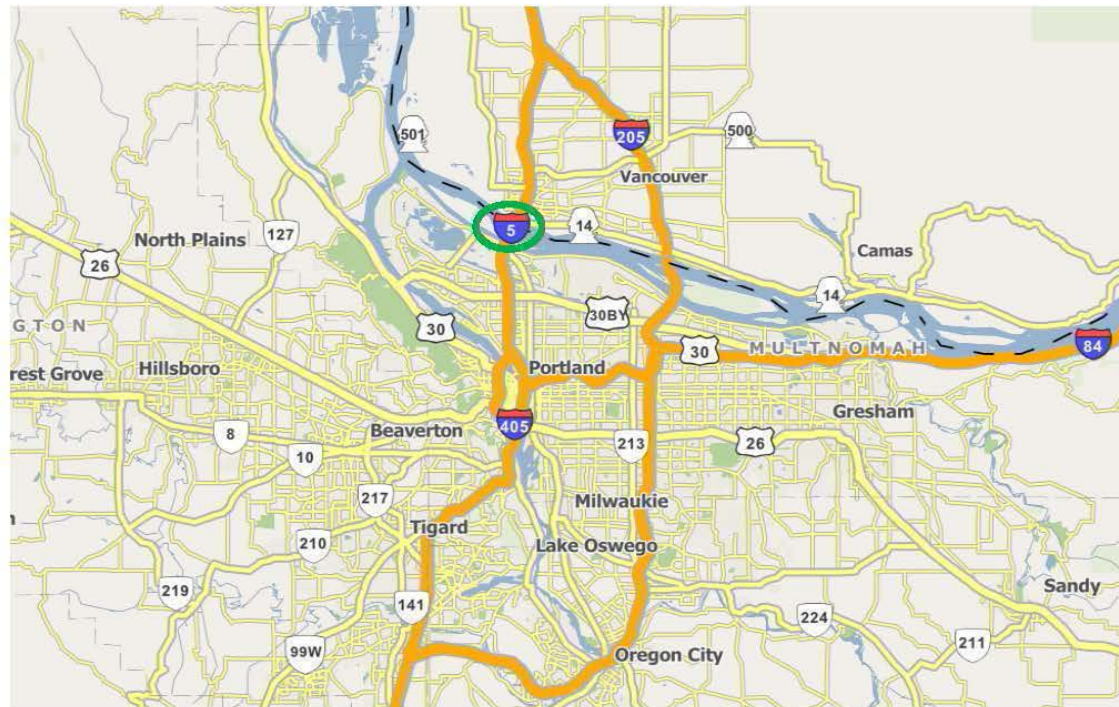 501
205
500
Vancouver
5
14
127
North Plains
Camas
26
14
30BY
30
INGTON
30
MULTNOMAH
84
Portland
rest Grove
Hillsboro
405
Gresham
8
Beaverton
10
213
26
217
Milwaukie
Tigard
210
Lake Oswego
219
Sandy
141
224
211
99W
Oregon City